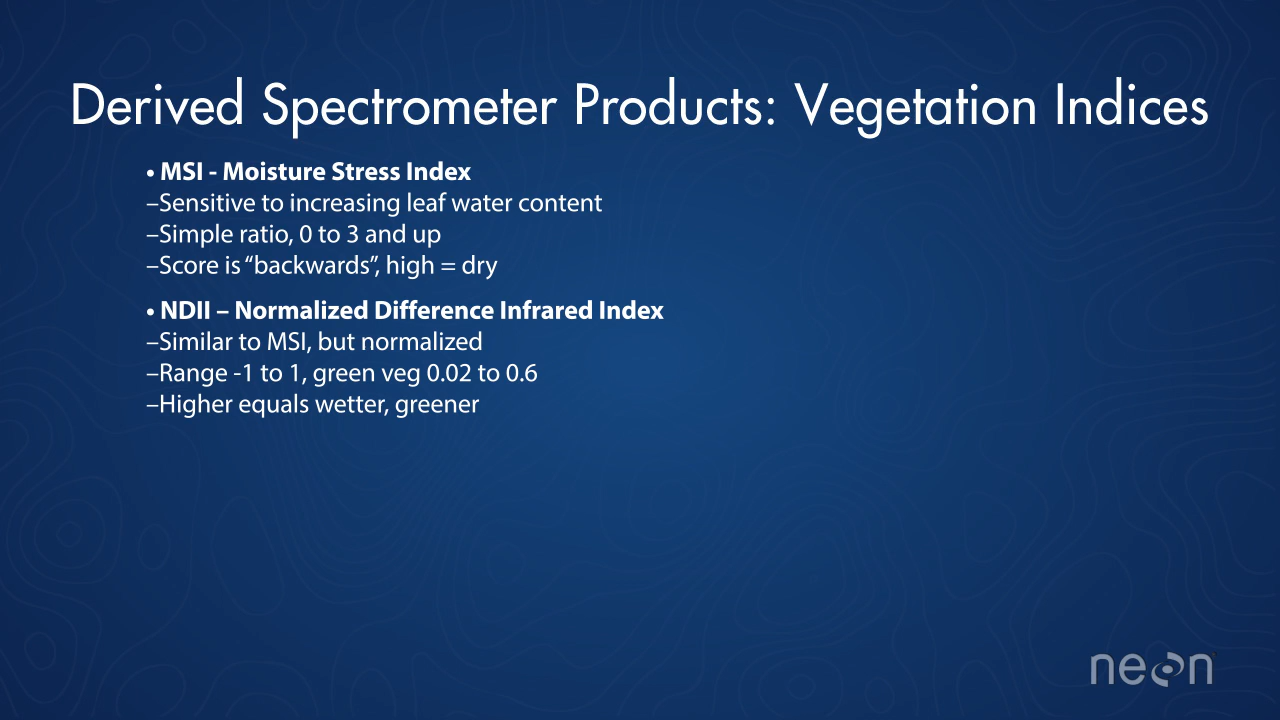 Derived Spectrometer Products: Vegetation Indices
• MSI - Moisture Stress Index
–Sensitive to increasing leaf water content
–Simple ratio, 0 to 3 and up
–Score is “backwards”, high = dry
• NDII – Normalized Difference Infrared Index
–Similar to MSI, but normalized
–Range -1 to 1, green veg 0.02 to 0.6
–Higher equals wetter, greener
neon